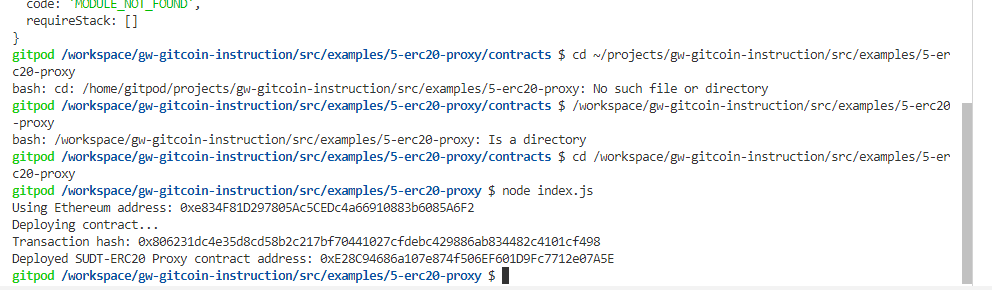 code: 'MODULE_NOT_FOUND',
requireStack: []
}
gitpod /workspace/gw-gitcoin-instruction/src/examples/5-erc20-proxy/contracts $ cd ~/projects/gw-gitcoin-instruction/src/examples/5-er
c20-proxy
bash: cd: /home/gitpod/projects/gw-gitcoin-instruction/src/examples/5-erc20-proxy: No such file or directory
gitpod /workspace/gw-gitcoin-instruction/src/examples/5-erc20-proxy/contracts $ /workspace/gw-gitcoin-instruction/src/examples/5-erc20
-proxy
bash: /workspace/gw-gitcoin-instruction/src/examples/5-erc20-proxy: Is a directory
gitpod /workspace/gw-gitcoin-instruction/src/examples/5-erc20-proxy/contracts $ cd /workspace/gw-gitcoin-instruction/src/examples/5-er
c20-proxy
gitpod /workspace/gw-gitcoin-instruction/src/examples/5-erc20-proxy $ node index.js
Using Ethereum address: 0xe834F81D297805Ac5CEDc4a66910883b6085A6F2
Deploying contract...
Transaction hash: 0x806231dc4e35d8cd58b2c217bf70441027cfdebc429886ab834482c4101cf498
Deployed SUDT-ERC20 Proxy contract address: 0xE28C94686a107e874f506EF601D9Fc7712e07A5E
gitpod /workspace/gw-gitcoin-instruction/src/examples/5-erc20-proxy $